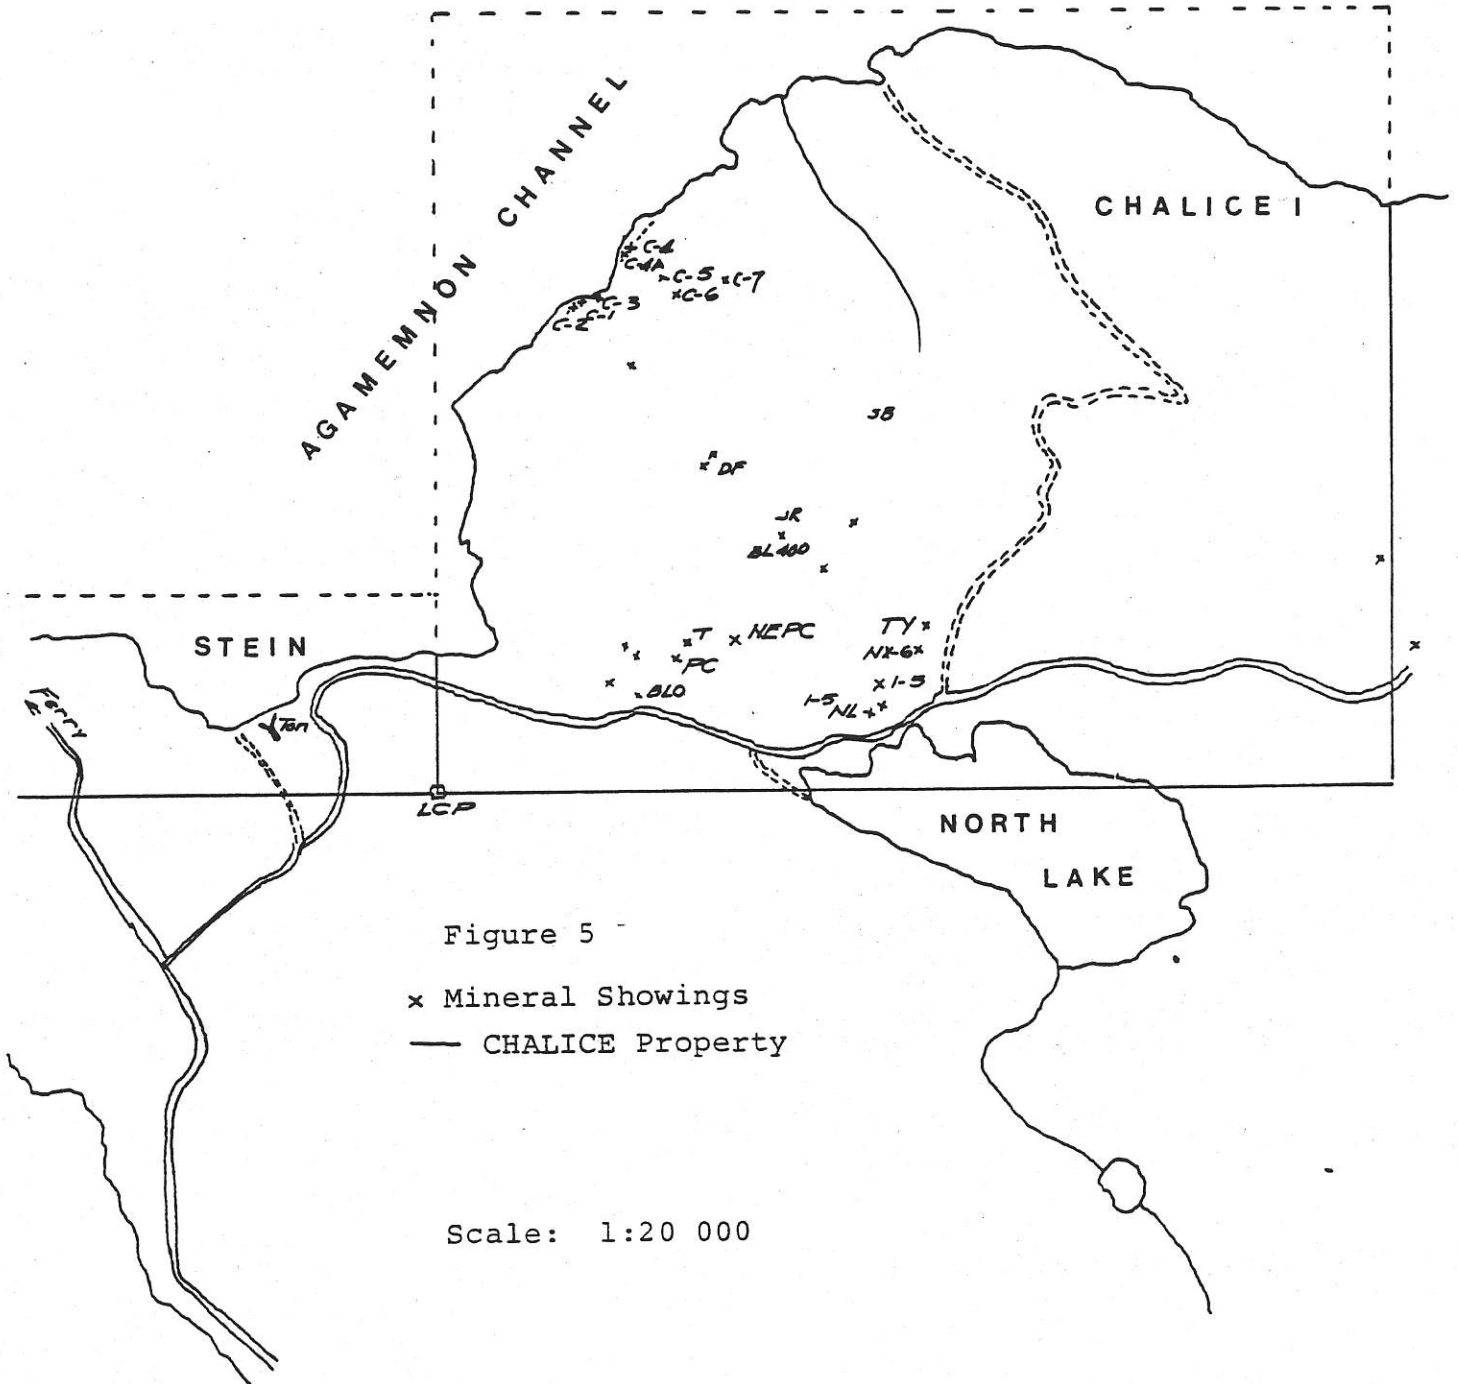 AGAMEMNON CHANNEL
CHALICE I
C-4
C-4A
C-5
C-7
C-6
C-3
C-2
C-1
JB
DF
JR
BL400
T
NEPC
TY
PC
NX-6
BLO
I-5
I-5
NL
STEIN
Ferry
LCP
NORTH
LAKE
Figure 5
x Mineral Showings
CHALICE Property
Scale: 1:20 000